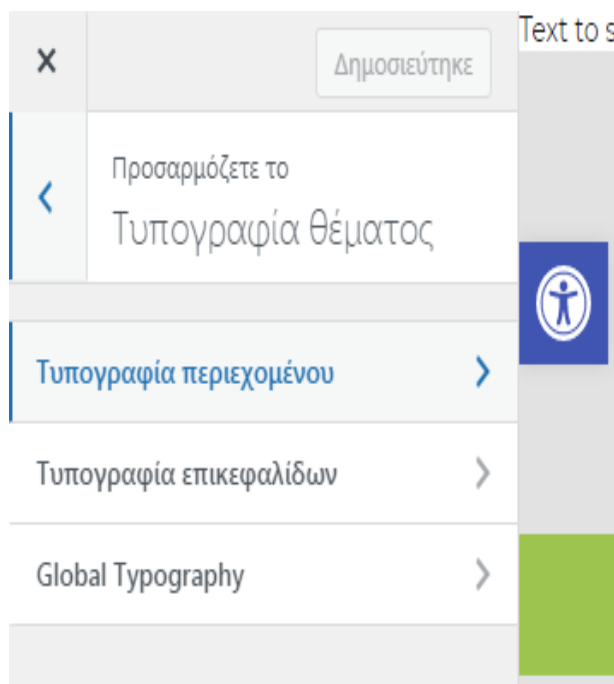 Text to s
Δημοσιεύτηκε
Προσαρμόζετε το
Τυπογραφία θέματος
Τυπογραφία περιεχομένου
Τυπογραφία επικεφαλίδων
Global Typography